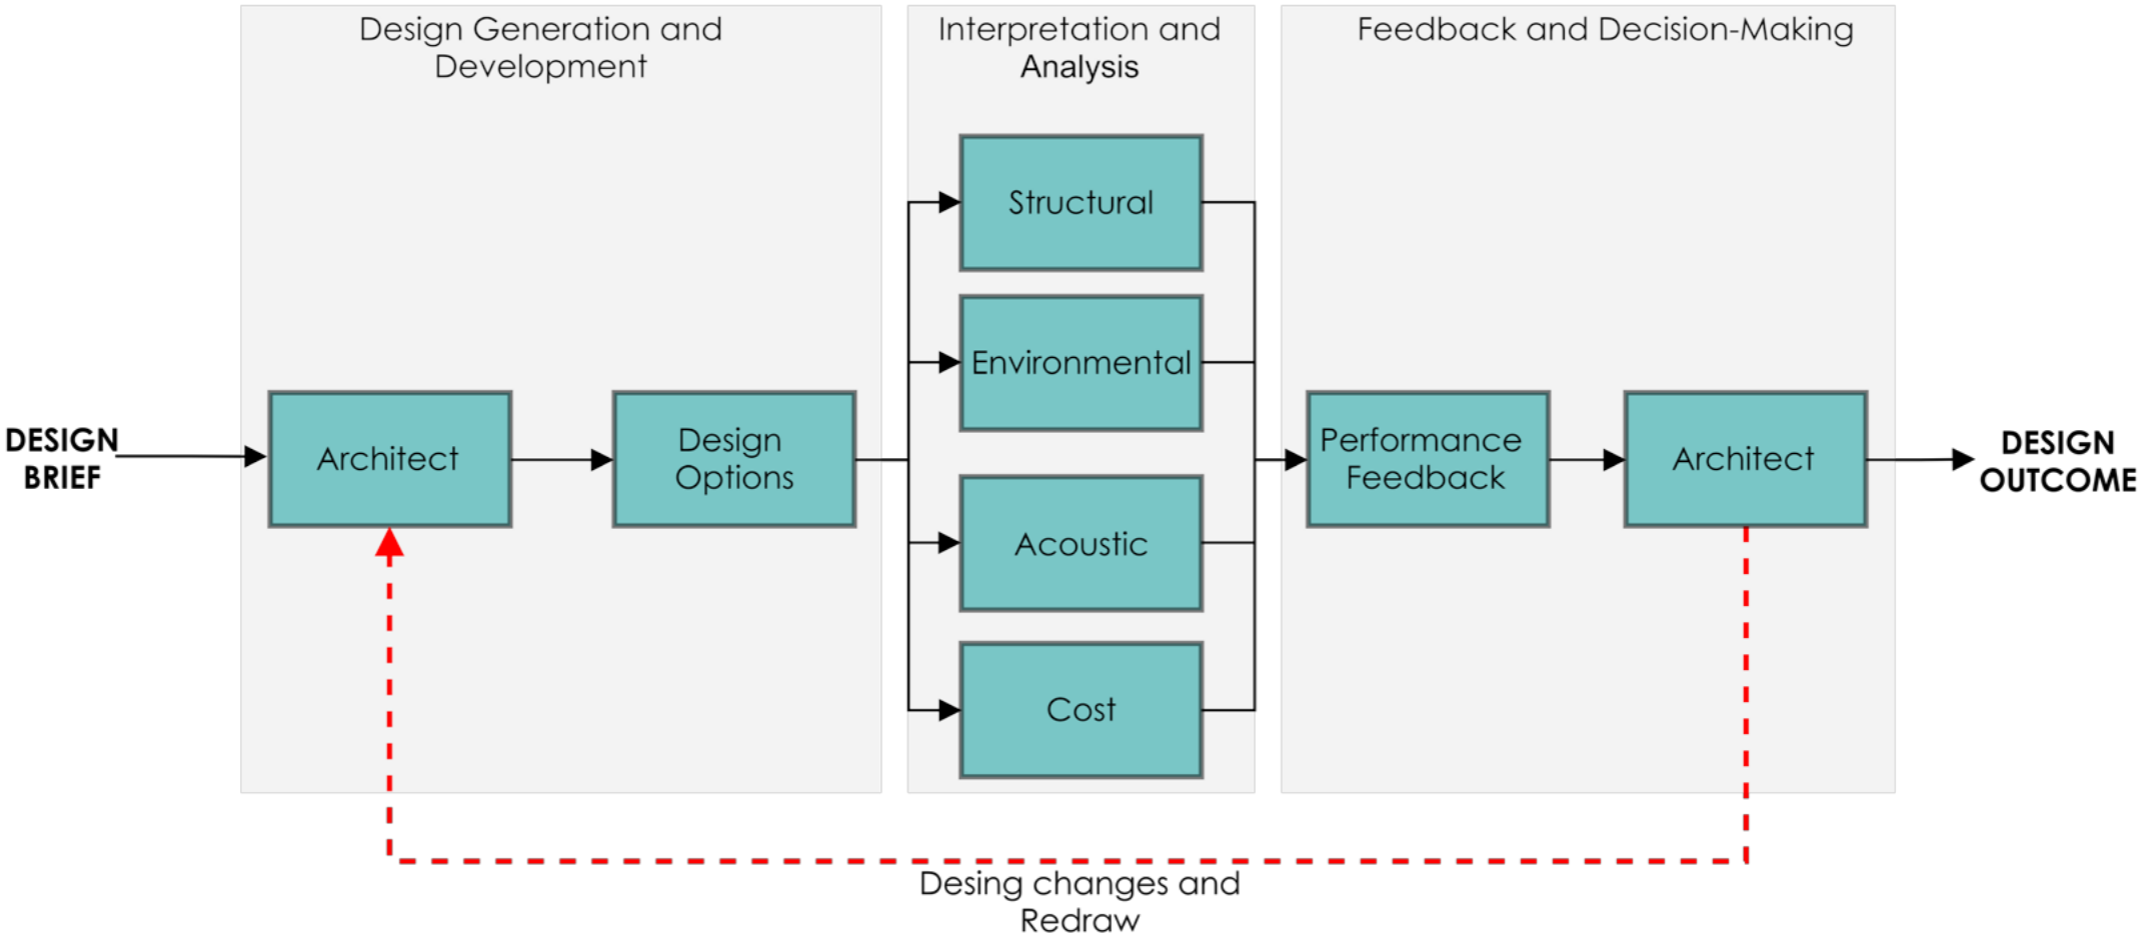 Design Generation and
Development
Interpretation and
Analysis
Feedback and Decision-Making
DESIGN
BRIEF
Architect
Design
Options
Structural
Environmental
Acoustic
Cost
Performance
Feedback
Architect
DESIGN
OUTCOME
Desing changes and
Redraw